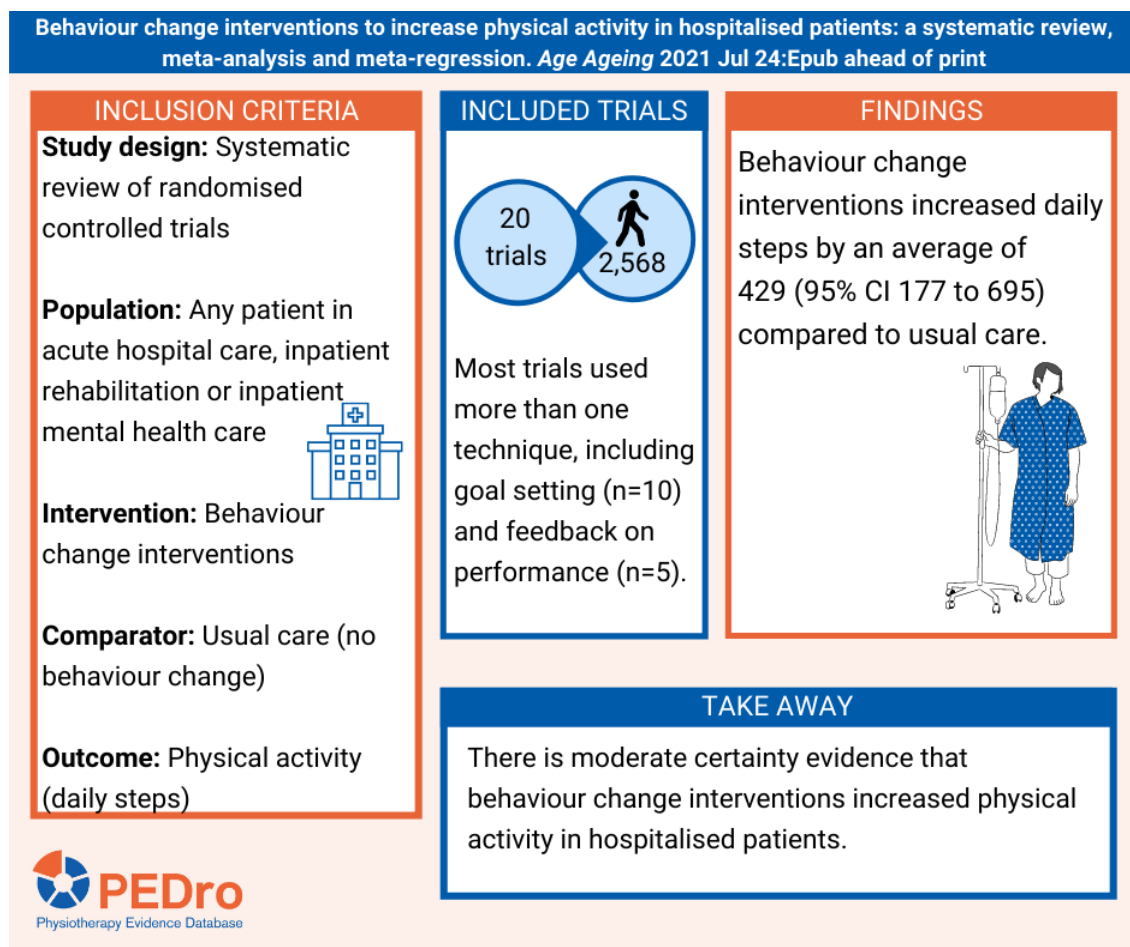 Behaviour change interventions to increase physical activity in hospitalised patients: a systematic review,
meta-analysis and meta-regression. Age Ageing 2021 Jul 24:Epub ahead of print
INCLUSION CRITERIA
Study design: Systematic
review of randomised
controlled trials
Population: Any patient in
acute hospital care, inpatient
rehabilitation or inpatient
mental health care
Intervention: Behaviour
change interventions
Comparator: Usual care (no
behaviour change)
Outcome: Physical activity
(daily steps)
INCLUDED TRIALS
20
trials
2,568
Most trials used
more than one
technique, including
goal setting (n=10)
and feedback on
performance (n=5).
FINDINGS
Behaviour change
interventions increased daily
steps by an average of
429 (95% CI 177 to 695)
compared to usual care.
TAKE AWAY
There is moderate certainty evidence that
behaviour change interventions increased physical
activity in hospitalised patients.
PEDro
Physiotherapy Evidence Database